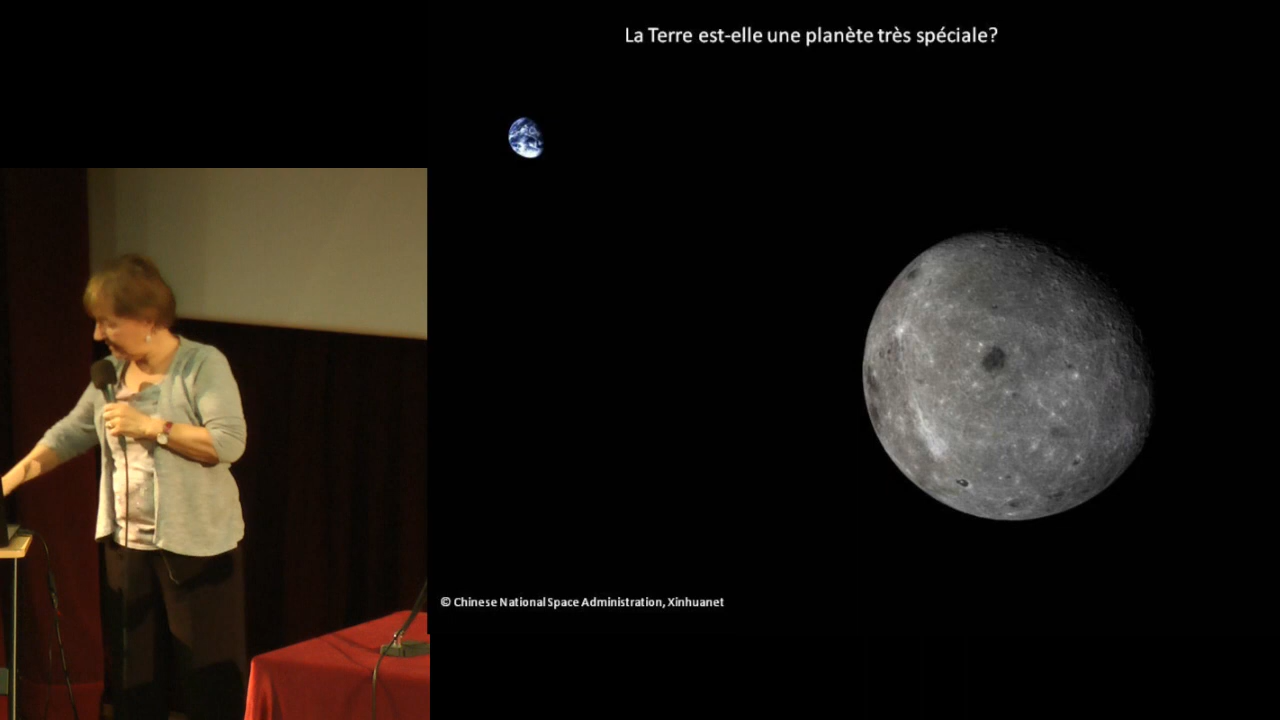 La Terre est-elle une planète très spéciale?
© Chinese National Space Administration, Xinhuanet